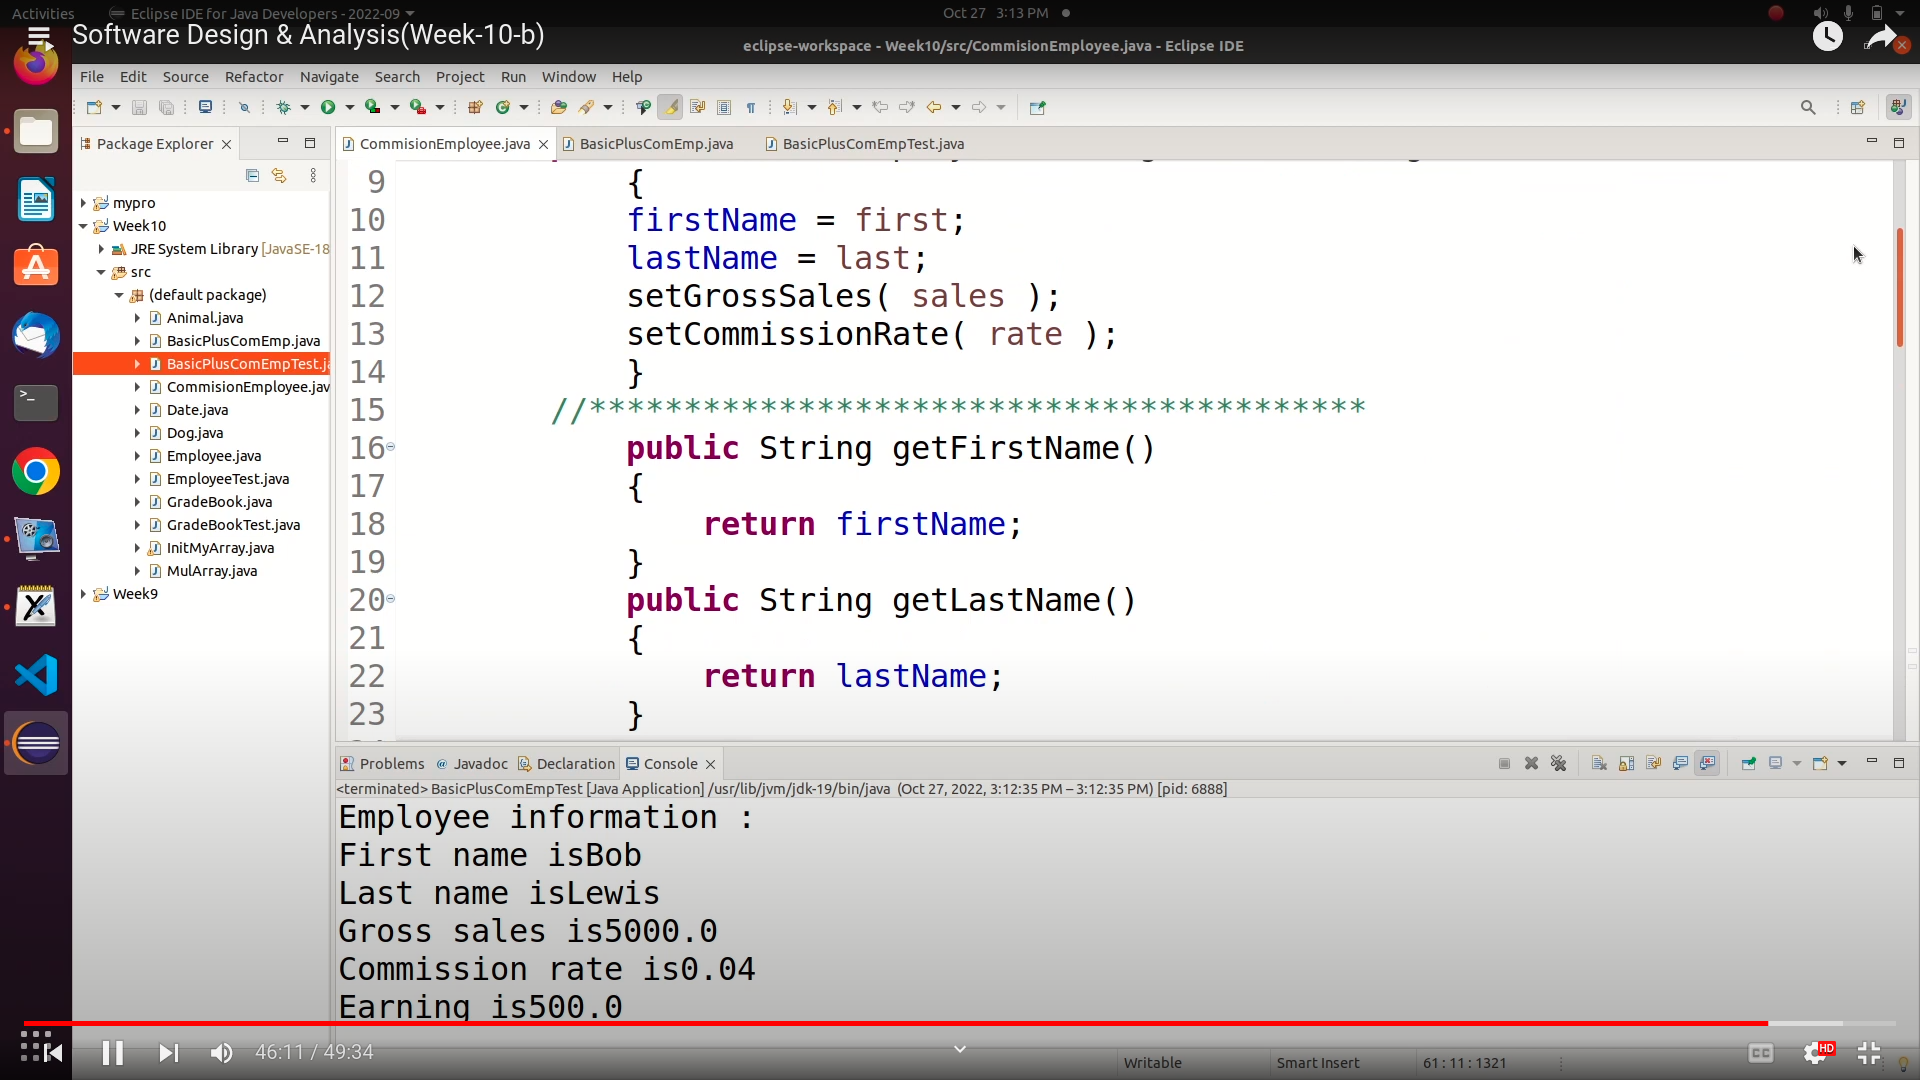 Activities
Eclipse IDE for Java Developers - 2022-09
Oct 27 3:13 PM
Software Design & Analysis(Week-10-b)
eclipse-workspace - Week10/src/CommisionEmployee.java - Eclipse IDE
File Edit Source Refactor Navigate Search Project Run Window Help
Package Explorer
CommisionEmployee.java
BasicPlusComEmp.java
BasicPlusComEmpTest.java
mypro
Week10
JRE System Library [JavaSE-18
src
(default package)
Animal.java
BasicPlusComEmp.java
BasicPlusComEmpTest.ja
CommisionEmployee.jav
Date.java
Dog.java
Employee.java
EmployeeTest.java
GradeBook.java
GradeBookTest.java
InitMyArray.java
MulArray.java
Week9
9 {
10 firstName = first;
11 lastName = last;
12 setGrossSales( sales );
13 setCommissionRate( rate );
14 }
15 //*****************************************
16 public String getFirstName()
17 {
18 return firstName;
19 }
20 public String getLastName()
21 {
22 return lastName;
23 }
Problems @ Javadoc Declaration Console
<terminated> BasicPlusComEmpTest [Java Application] /usr/lib/jvm/jdk-19/bin/java (Oct 27, 2022, 3:12:35 PM – 3:12:35 PM) [pid: 6888]
Employee information :
First name isBob
Last name isLewis
Gross sales is5000.0
Commission rate is0.04
Earning is500.0
46:11 / 49:34
CC
HD
Writable
Smart Insert
61 : 11 : 1321